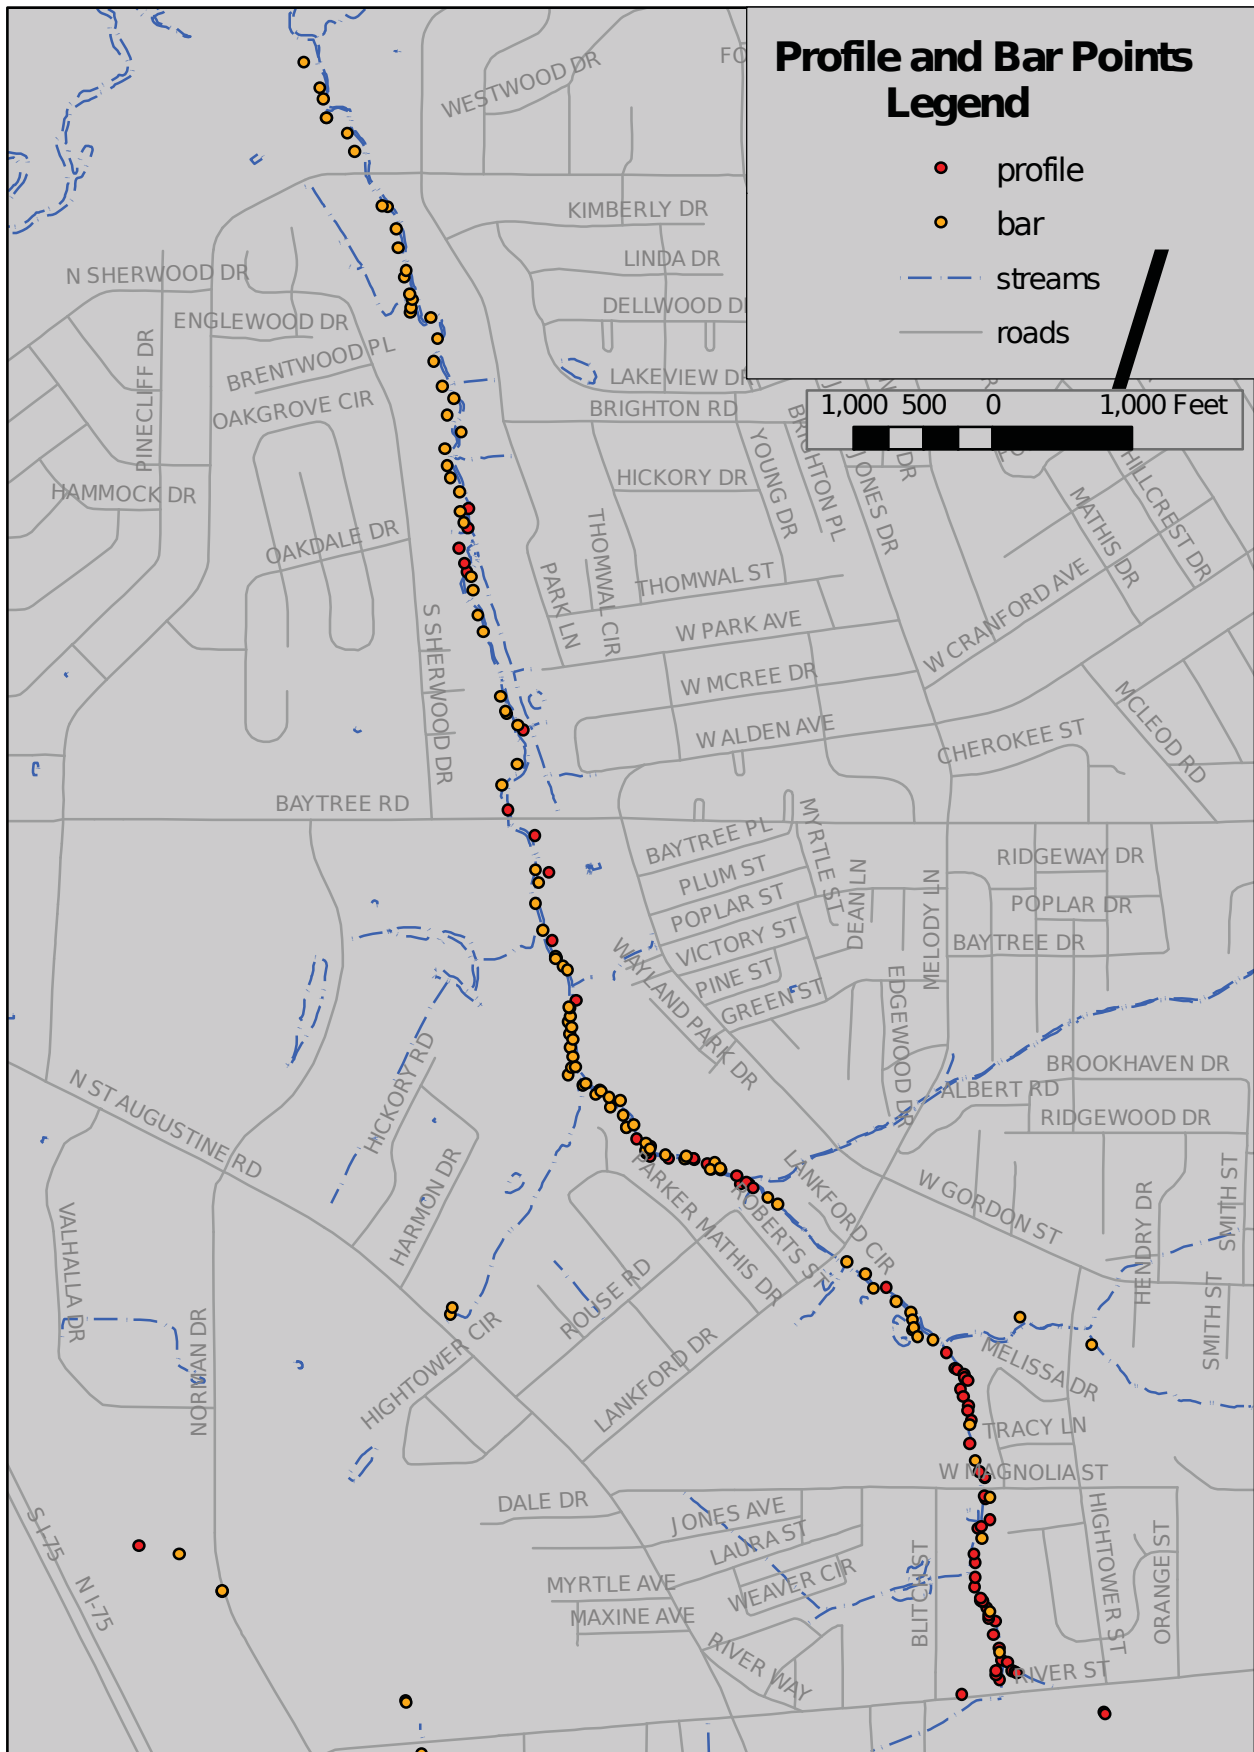 Profile and Bar Points
Legend
profile
bar
streams
roads
1,000 500 0 1,000 Feet
WESTWOOD DR
FO
KIMBERLY DR
LINDA DR
N SHERWOOD DR
DELLWOOD DR
ENGLEWOOD DR
BRENTWOOD PL
PINECLIFF DR
LAKEVIEW DR
OAKGROVE CIR
BRIGHTON RD
BRIGHTON PL
YOUNG DR
JONES DR
DR
HICKORY DR
HAMMOCK DR
MATHIS DR
HILLCREST DR
OAKDALE DR
THOMWAL CIR
THOMWAL ST
PARK LN
W PARK AVE
W CRANFORD AVE
S SHERWOOD DR
W MCREE DR
MCLEOD RD
W ALDEN AVE
CHEROKEE ST
BAYTREE RD
BAYTREE PL
MYRTLE ST
PLUM ST
RIDGEWAY DR
DEAN LN
MELODY LN
POPLAR ST
POPLAR DR
VICTORY ST
BAYTREE DR
WAYLAND PARK DR
PINE ST
GREEN ST
EDGEWOOD DR
HICKORY RD
BROOKHAVEN DR
ALBERT RD
RIDGEWOOD DR
N ST AUGUSTINE RD
HARMON DR
PARKER MATHIS DR
ROBERTS ST
LANKFORD CIR
W GORDON ST
HENDRY DR
SMITH ST
SMITH ST
VALHALLA DR
ROUSE RD
NORMAN DR
HIGHTOWER CIR
LANKFORD DR
MELISSA DR
TRACY LN
W MAGNOLIA ST
DALE DR
JONES AVE
LAURA ST
HIGHTOWER ST
ORANGE ST
S I-75
N I-75
MYRTLE AVE
WEAVER CIR
BLITCH ST
MAXINE AVE
RIVER WAY
RIVER ST